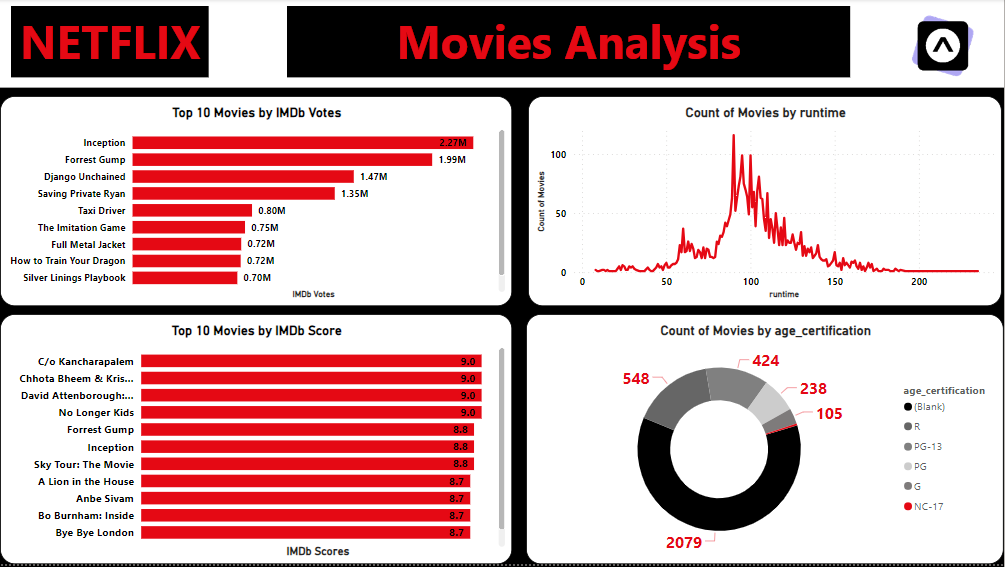 NETFLIX
Movies Analysis
Top 10 Movies by IMDb Votes
Inception 2.27M
Forrest Gump 1.99M
Django Unchained 1.47M
Saving Private Ryan 1.35M
Taxi Driver 0.80M
The Imitation Game 0.75M
Full Metal Jacket 0.72M
How to Train Your Dragon 0.72M
Silver Linings Playbook 0.70M
IMDb Votes
Count of Movies by runtime
Count of Movies
100
50
0
0 50 100 150 200
runtime
Top 10 Movies by IMDb Score
C/o Kancharapalem 9.0
Chhota Bheem & Kris... 9.0
David Attenborough:... 9.0
No Longer Kids 9.0
Forrest Gump 8.8
Inception 8.8
Sky Tour: The Movie 8.8
A Lion in the House 8.7
Anbe Sivam 8.7
Bo Burnham: Inside 8.7
Bye Bye London 8.7
IMDb Scores
Count of Movies by age_certification
424
548
238
105
2079
age_certification
(Blank)
R
PG-13
PG
G
NC-17